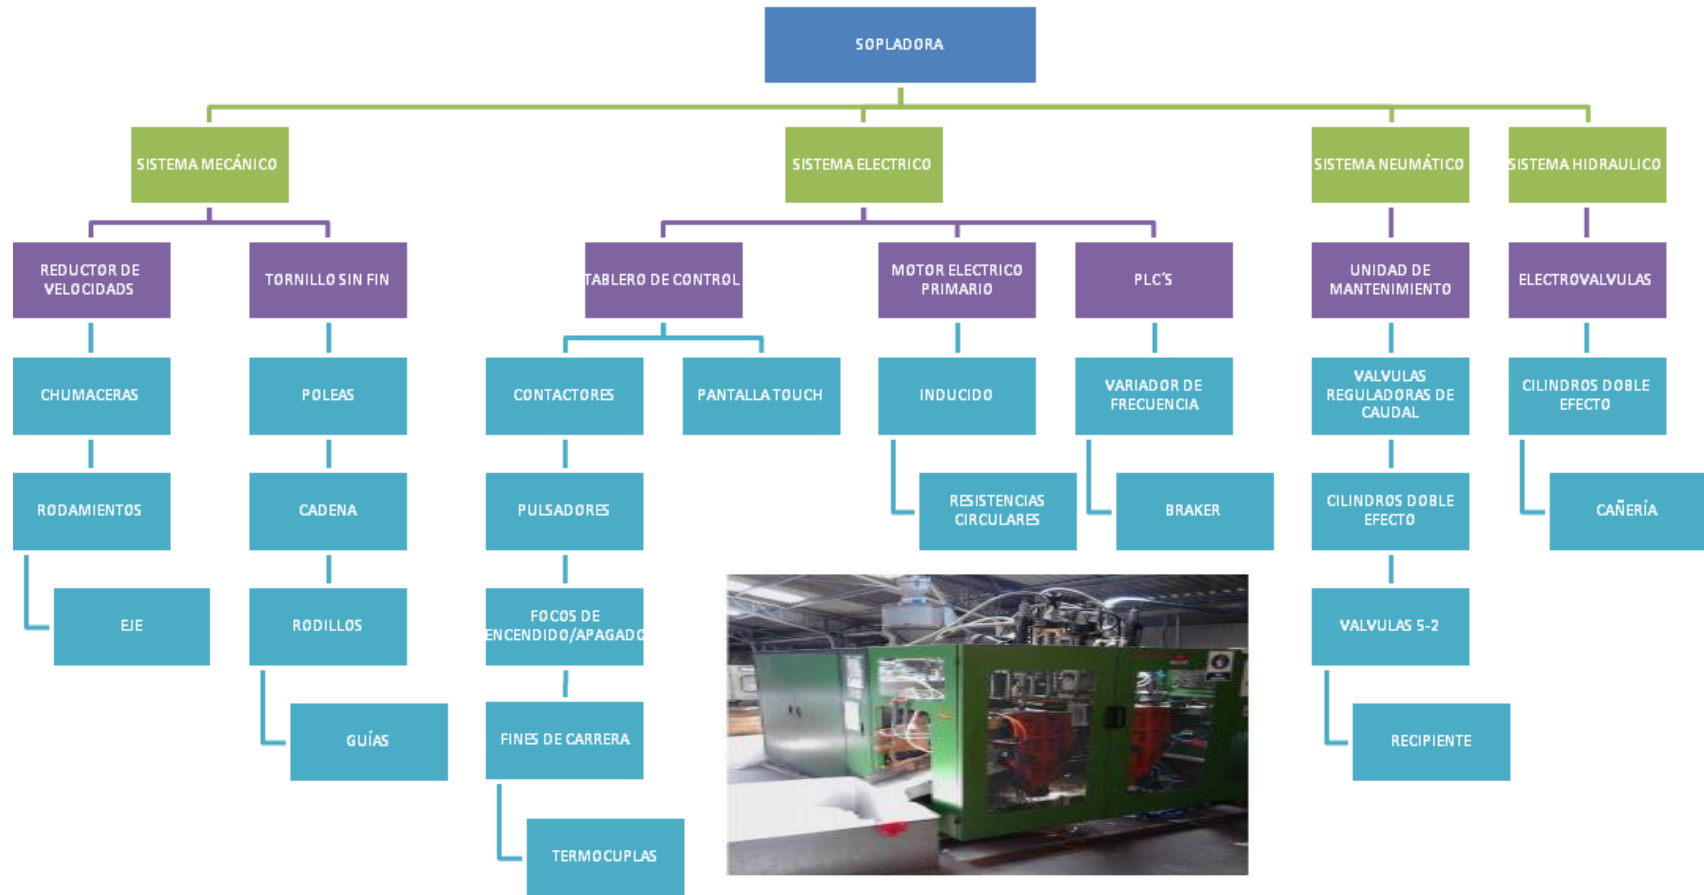 SOPLADORA
SISTEMA MECÁNICO
SISTEMA ELECTRICO
SISTEMA NEUMÁTICO
SISTEMA HIDRAULICO
REDUCTOR DE
VELOCIDADS
TORNILLO SIN FIN
TABLERO DE CONTROL
MOTOR ELECTRICO
PRIMARIO
PLC´S
UNIDAD DE
MANTENIMIENTO
ELECTROVALVULAS
CHUMACERAS
POLEAS
CONTACTORES
PANTALLA TOUCH
INDUCIDO
VARIADOR DE
FRECUENCIA
VALVULAS
REGULADORAS DE
CAUDAL
CILINDROS DOBLE
EFECTO
RODAMIENTOS
CADENA
PULSADORES
RESISTENCIAS
CIRCULARES
BRAKER
CILINDROS DOBLE
EFECTO
CAÑERÍA
EJE
RODILLOS
FOCOS DE
ENCENDIDO/APAGADO
VALVULAS 5-2
GUÍAS
FINES DE CARRERA
RECIPIENTE
TERMOCUPLAS